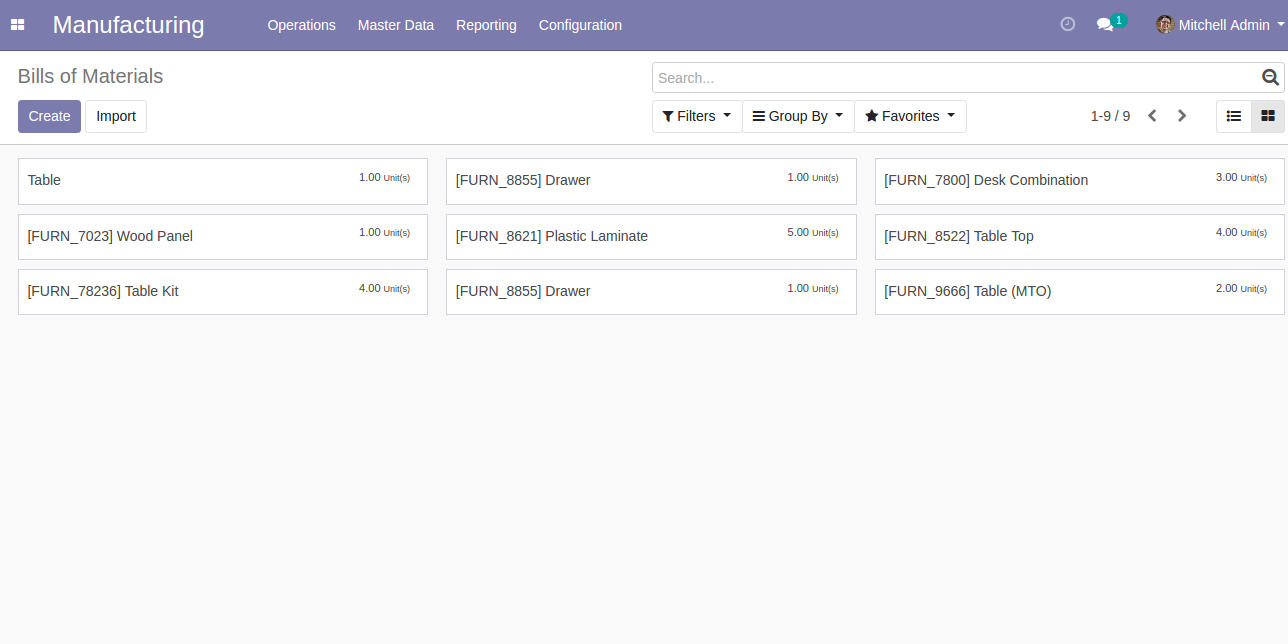 Manufacturing Operations Master Data Reporting Configuration 1 Mitchell Admin
Bills of Materials Search...
Create Import Filters Group By Favorites 1-9 / 9
Table 1.00 Unit(s) [FURN_8855] Drawer 1.00 Unit(s) [FURN_7800] Desk Combination 3.00 Unit(s)
[FURN_7023] Wood Panel 1.00 Unit(s) [FURN_8621] Plastic Laminate 5.00 Unit(s) [FURN_8522] Table Top 4.00 Unit(s)
[FURN_78236] Table Kit 4.00 Unit(s) [FURN_8855] Drawer 1.00 Unit(s) [FURN_9666] Table (MTO) 2.00 Unit(s)